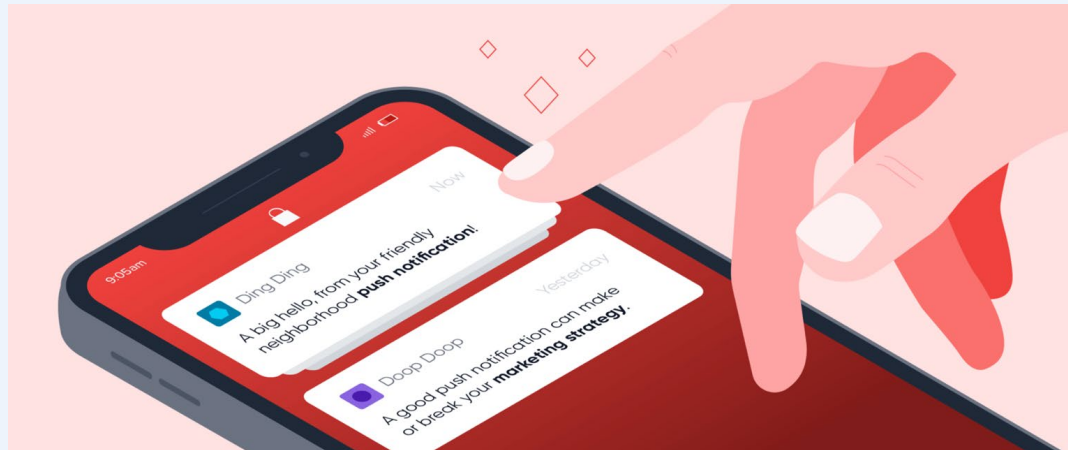 9:05am
Ding Ding
Now
A big hello, from your friendly
neighborhood push notification!
Doop Doop
Yesterday
A good push notification can make
or break your marketing strategy.